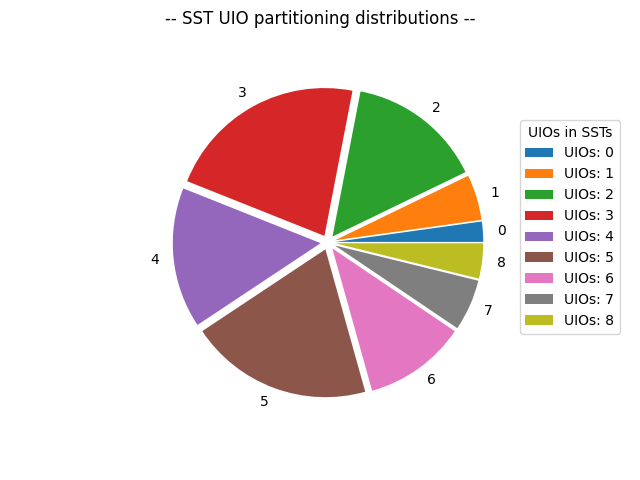 -- SST UIO partitioning distributions --
3
2
1
0
4
8
7
6
5
UIOs in SSTs
UIOs: 0
UIOs: 1
UIOs: 2
UIOs: 3
UIOs: 4
UIOs: 5
UIOs: 6
UIOs: 7
UIOs: 8